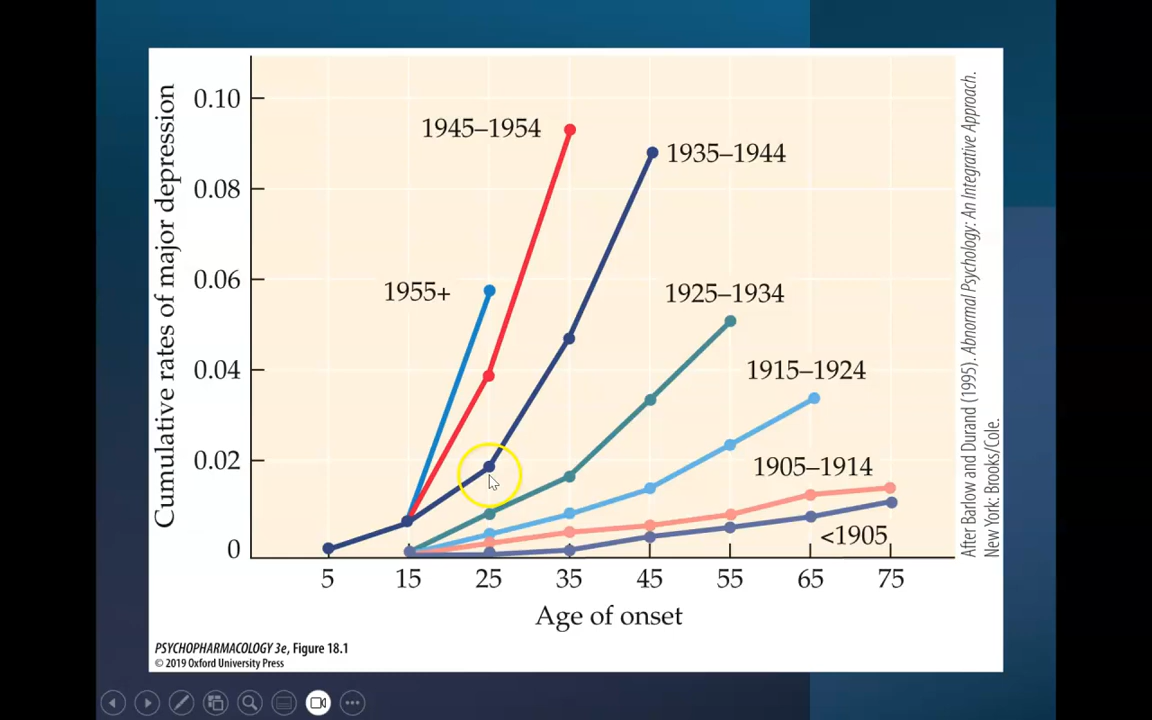 Cumulative rates of major depression
0.10
0.08
0.06
0.04
0.02
0
1945–1954
1935–1944
1955+
1925–1934
1915–1924
1905–1914
<1905
5 15 25 35 45 55 65 75
Age of onset
After Barlow and Durand (1995). Abnormal Psychology: An Integrative Approach.
New York: Brooks/Cole.
PSYCHOPHARMACOLOGY 3e, Figure 18.1
© 2019 Oxford University Press